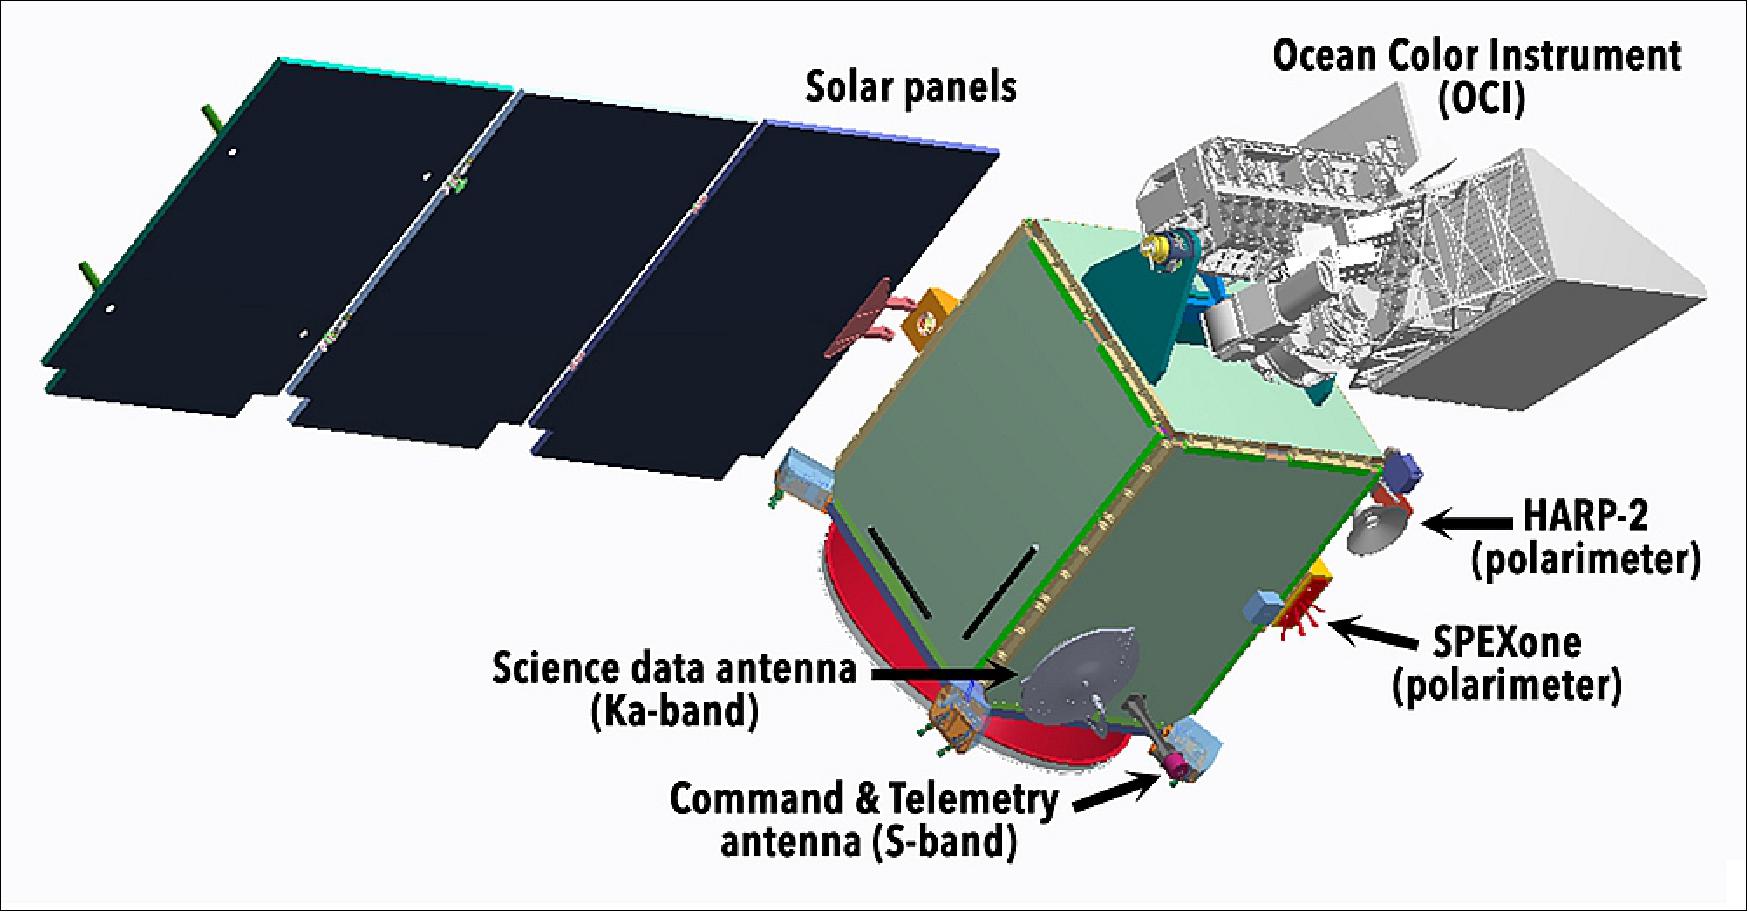 Solar panels
Ocean Color Instrument
(OCI)
HARP-2
(polarimeter)
SPEXone
(polarimeter)
Science data antenna
(Ka-band)
Command & Telemetry
antenna (S-band)